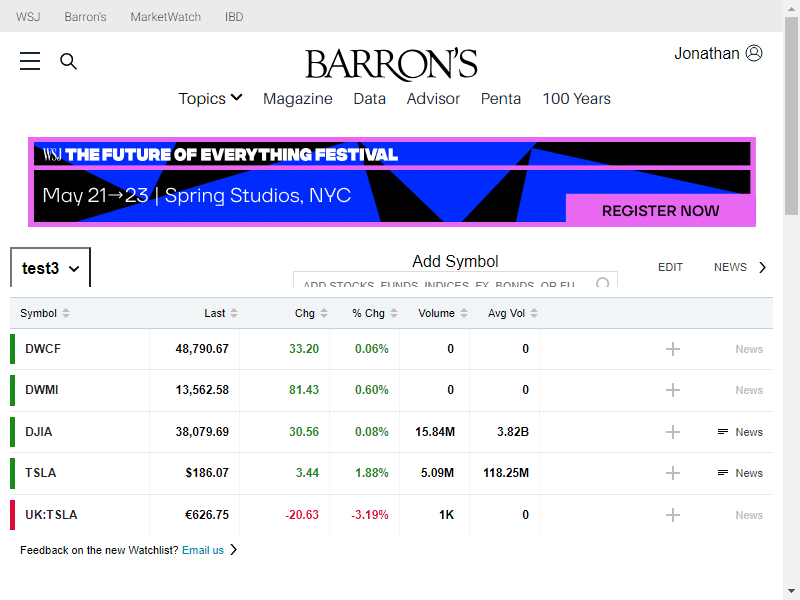 WSJ Barron's MarketWatch IBD
BARRON'S
Jonathan
Topics Magazine Data Advisor Penta 100 Years
WSJ THE FUTURE OF EVERYTHING FESTIVAL
May 21→23 | Spring Studios, NYC
REGISTER NOW
test3
Add Symbol
ADD STOCKS, FUNDS, INDICES, FX, BONDS, OR FU
EDIT NEWS
Symbol Last Chg % Chg Volume Avg Vol
DWCF 48,790.67 33.20 0.06% 0 0 News
DWMI 13,562.58 81.43 0.60% 0 0 News
DJIA 38,079.69 30.56 0.08% 15.84M 3.82B News
TSLA $186.07 3.44 1.88% 5.09M 118.25M News
UK:TSLA €626.75 -20.63 -3.19% 1K 0 News
Feedback on the new Watchlist? Email us